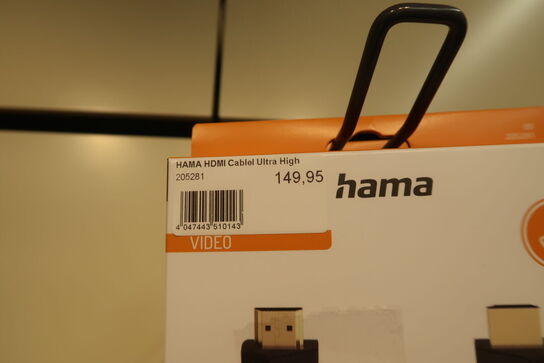 HAMA HDMI Cablel Ultra High
205281
149,95
hama
4 047443 510143
VIDEO